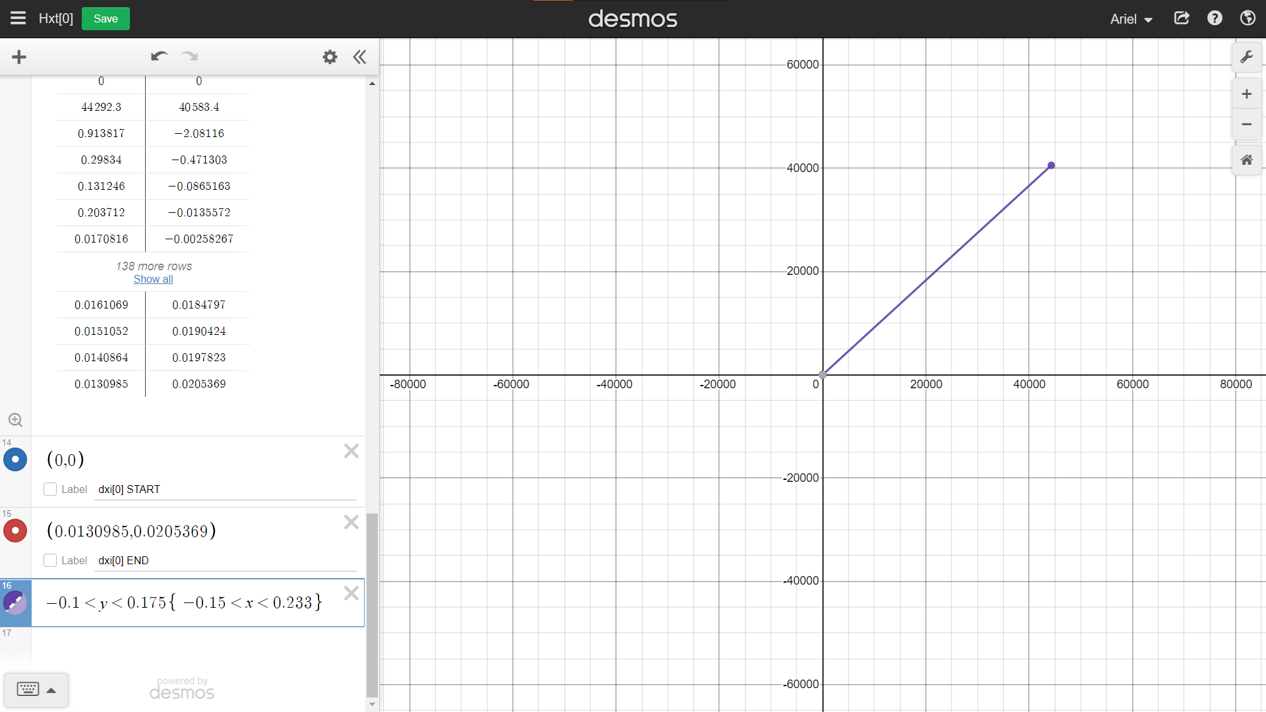 Hxt[0] Save desmos Ariel
0 0
44292.3 40583.4
0.913817 −2.08116
0.29834 −0.471303
0.131246 −0.0865163
0.203712 −0.0135572
0.0170816 −0.00258267
138 more rows
Show all
0.0161069 0.0184797
0.0151052 0.0190424
0.0140864 0.0197823
0.0130985 0.0205369
14
(0,0)
Label dxi[0] START
15
(0.0130985,0.0205369)
Label dxi[0] END
16
−0.1 < y < 0.175{ −0.15 < x < 0.233}
17
powered by
desmos
60000
40000
20000
-80000 -60000 -40000 -20000 0 20000 40000 60000 80000
-20000
-40000
-60000